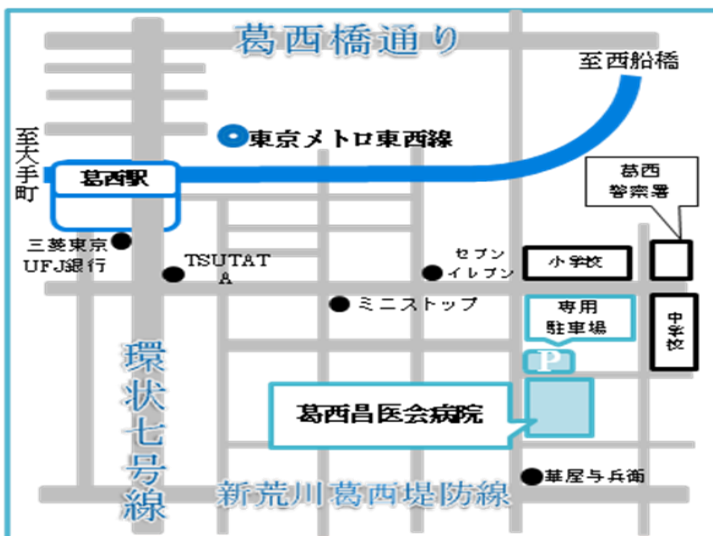 葛西橋通り
至西船橋
東京メトロ東西線
至大手町
葛西駅
葛西
警察署
三菱東京
UFJ銀行
TSUTAT
A
セブン
イレブン
小学校
ミニストップ
専用
駐車場
中学校
P
環状七号線
葛西昌医会病院
華屋与兵衛
新荒川葛西堤防線